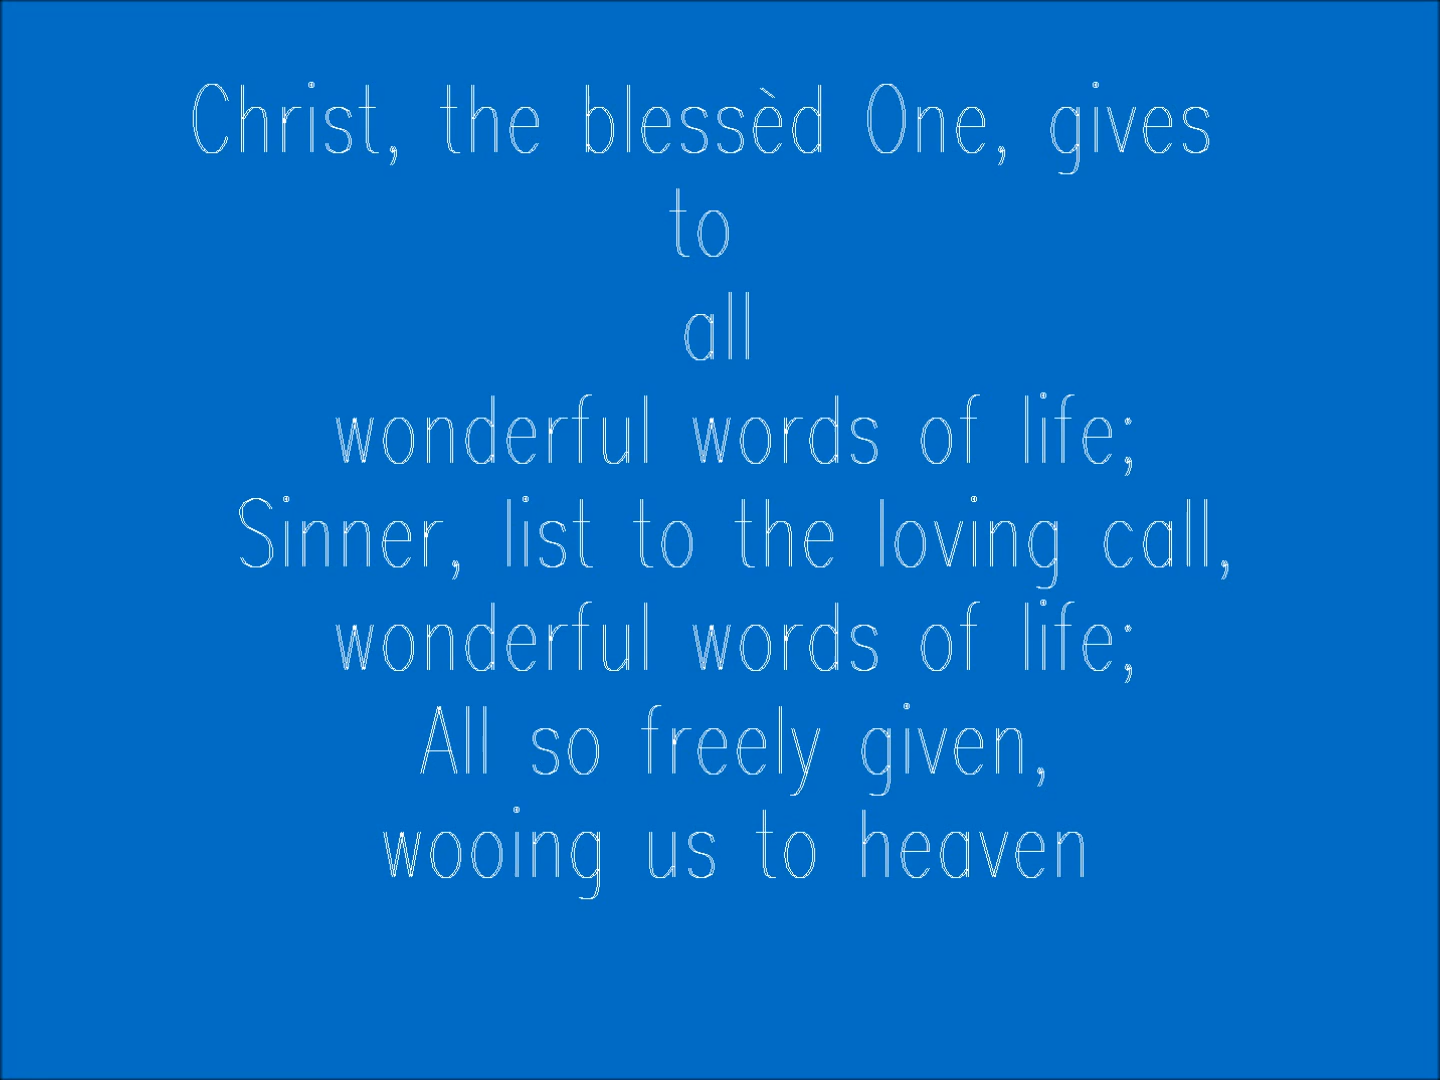 Christ, the blessèd One, gives
to
all
wonderful words of life;
Sinner, list to the loving call,
wonderful words of life;
All so freely given,
wooing us to heaven